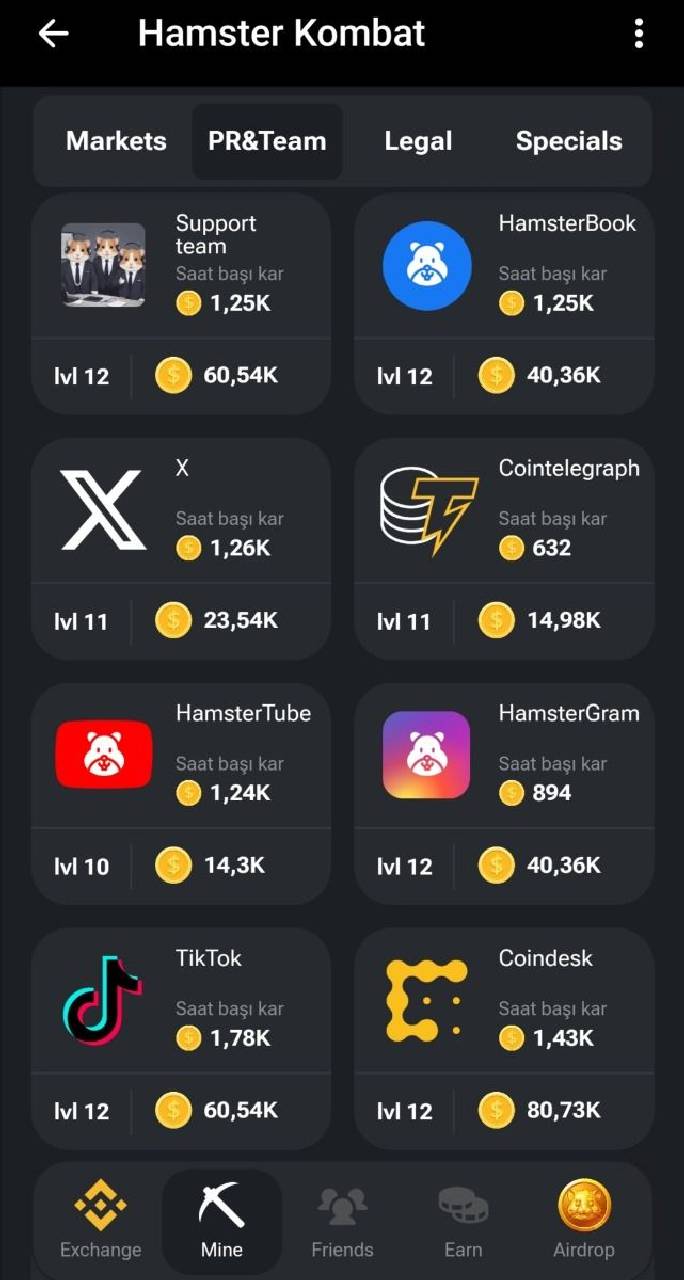 Hamster Kombat
Markets
PR&Team
Legal
Specials
Support
team
Saat başı kar
1,25K
lvl 12
60,54K
HamsterBook
Saat başı kar
1,25K
lvl 12
40,36K
X
Saat başı kar
1,26K
lvl 11
23,54K
Cointelegraph
Saat başı kar
632
lvl 11
14,98K
HamsterTube
Saat başı kar
1,24K
lvl 10
14,3K
HamsterGram
Saat başı kar
894
lvl 12
40,36K
TikTok
Saat başı kar
1,78K
lvl 12
60,54K
Coindesk
Saat başı kar
1,43K
lvl 12
80,73K
Exchange
Mine
Friends
Earn
Airdrop